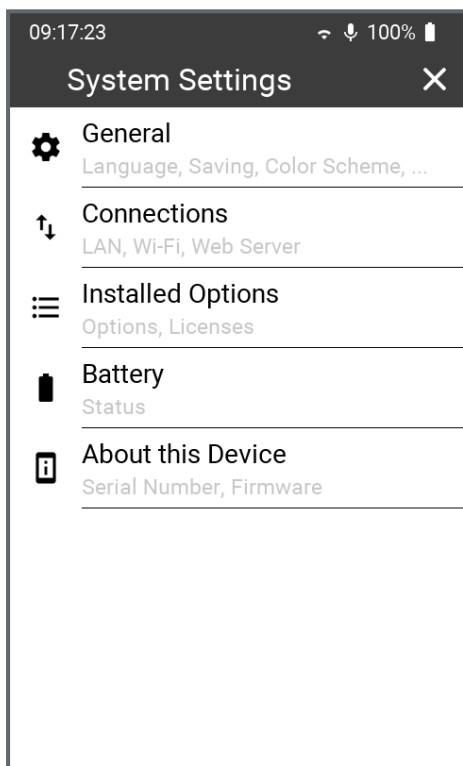 09:17:23 100%
System Settings
General
Language, Saving, Color Scheme, ...
Connections
LAN, Wi-Fi, Web Server
Installed Options
Options, Licenses
Battery
Status
About this Device
Serial Number, Firmware